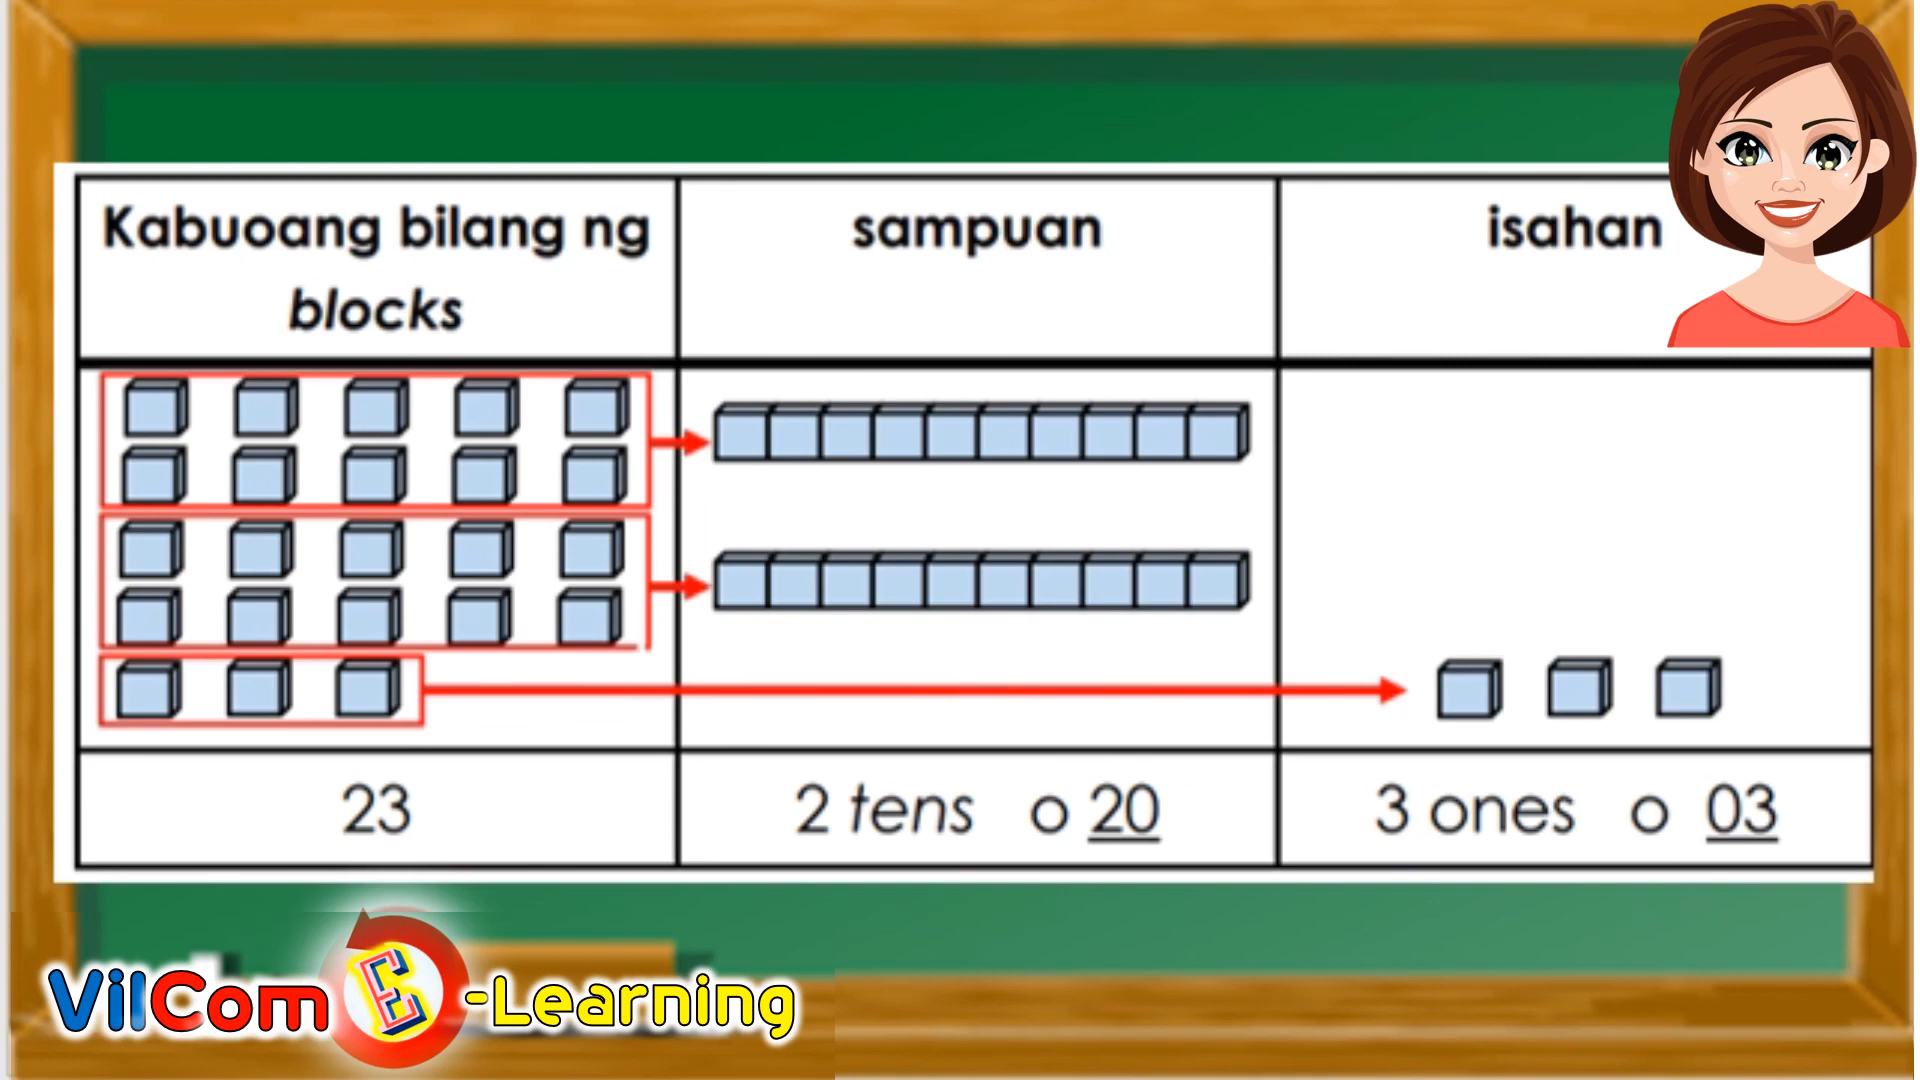 Kabuoang bilang ng
blocks
sampuan
isahan
23
2 tens o 20
3 ones o 03
VilCom E-Learning